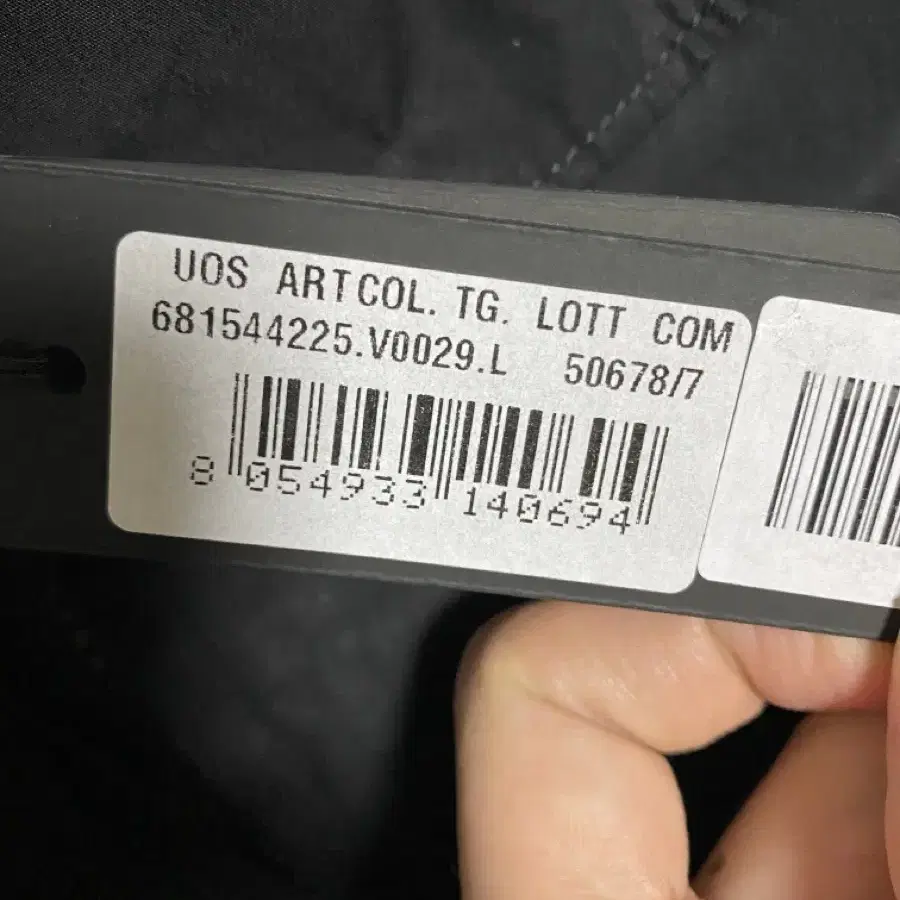 UOS ARTCOL. TG. LOTT COM
681544225.V0029.L 50678/7
8 054933 140694